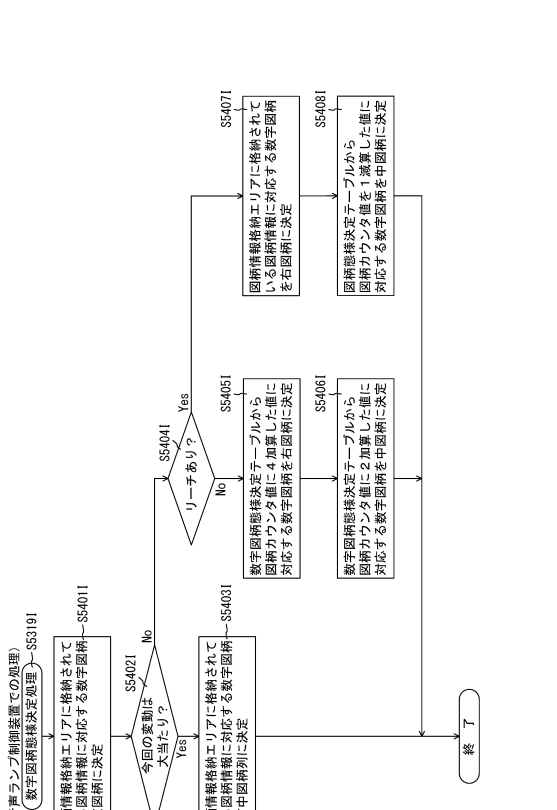 声ランプ制御装置での処理)
数字図柄態様決定処理
S5319I
情報格納エリアに格納されて
図柄情報に対応する数字図柄
図柄に決定
S5401I
今回の変動は
大当たり?
S5402I
No
Yes
情報格納エリアに格納されて
図柄情報に対応する数字図柄
中図柄列に決定
S5403I
リーチあり?
S5404I
Yes
No
数字図柄態様決定テーブルから
図柄カウンタ値に4加算した値に
対応する数字図柄を右図柄に決定
S5405I
数字図柄態様決定テーブルから
図柄カウンタ値に2加算した値に
対応する数字図柄を中図柄に決定
S5406I
図柄情報格納エリアに格納されて
いる図柄情報に対応する数字図柄
を右図柄に決定
S5407I
図柄態様決定テーブルから
図柄カウンタ値を1減算した値に
対応する数字図柄を中図柄に決定
S5408I
終 了